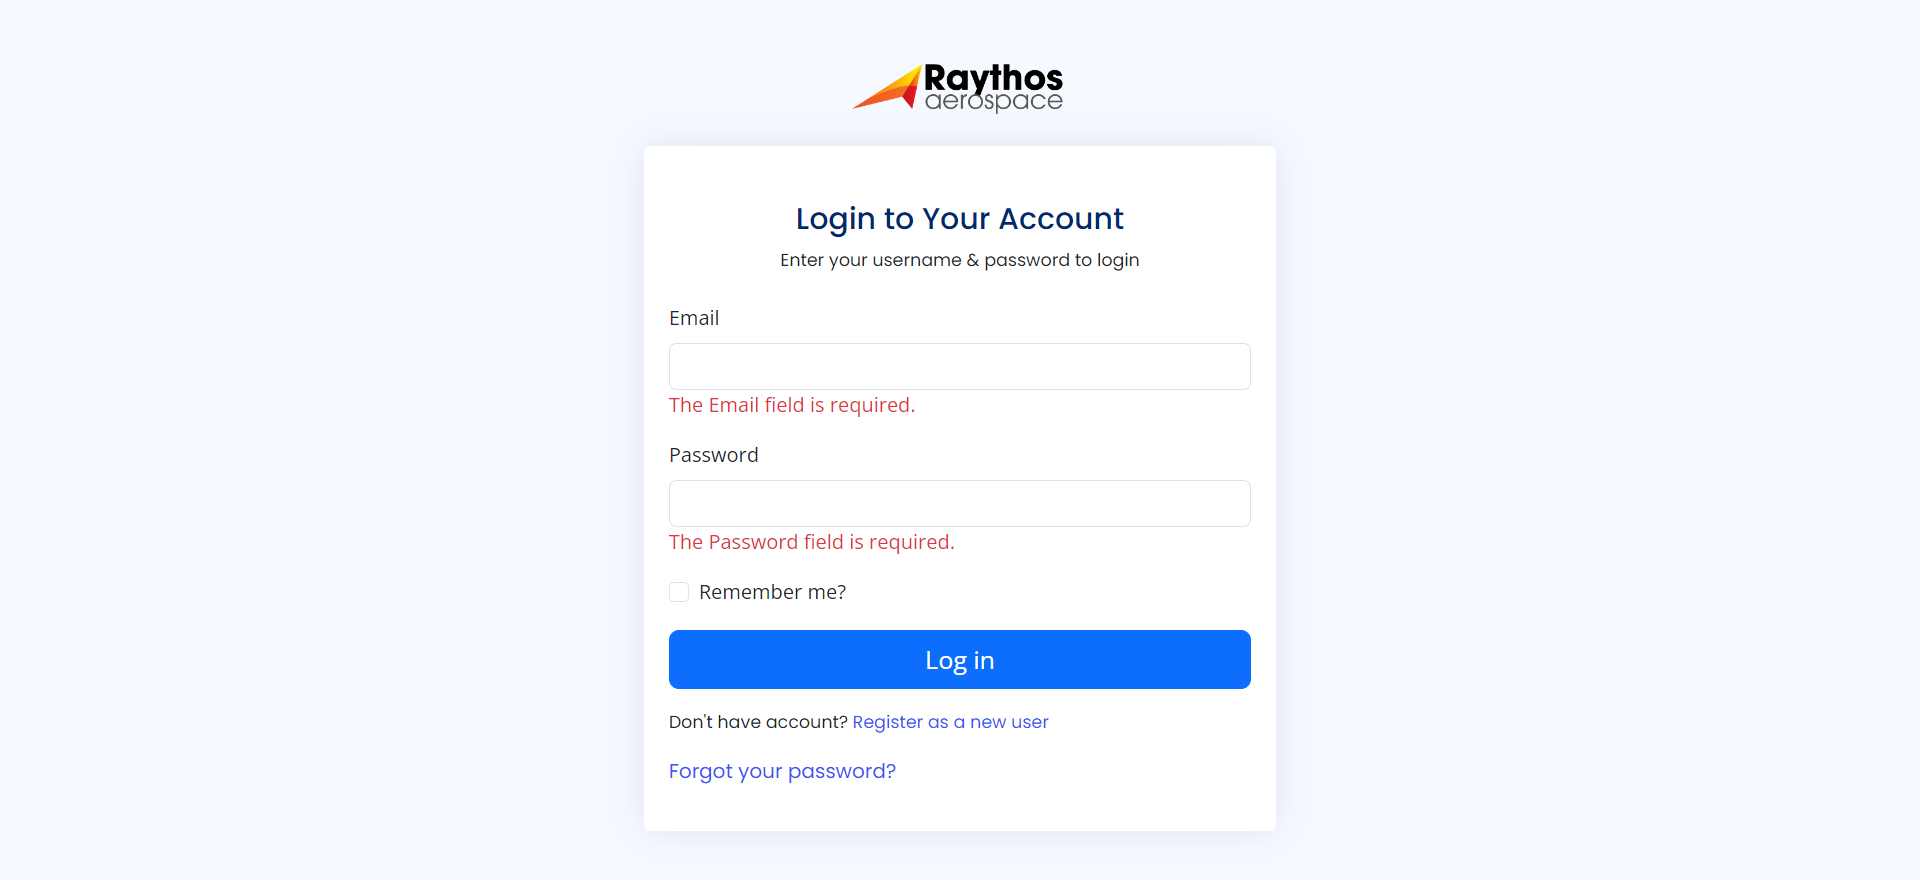 Raythos
aerospace
Login to Your Account
Enter your username & password to login
Email
The Email field is required.
Password
The Password field is required.
Remember me?
Log in
Don't have account? Register as a new user
Forgot your password?